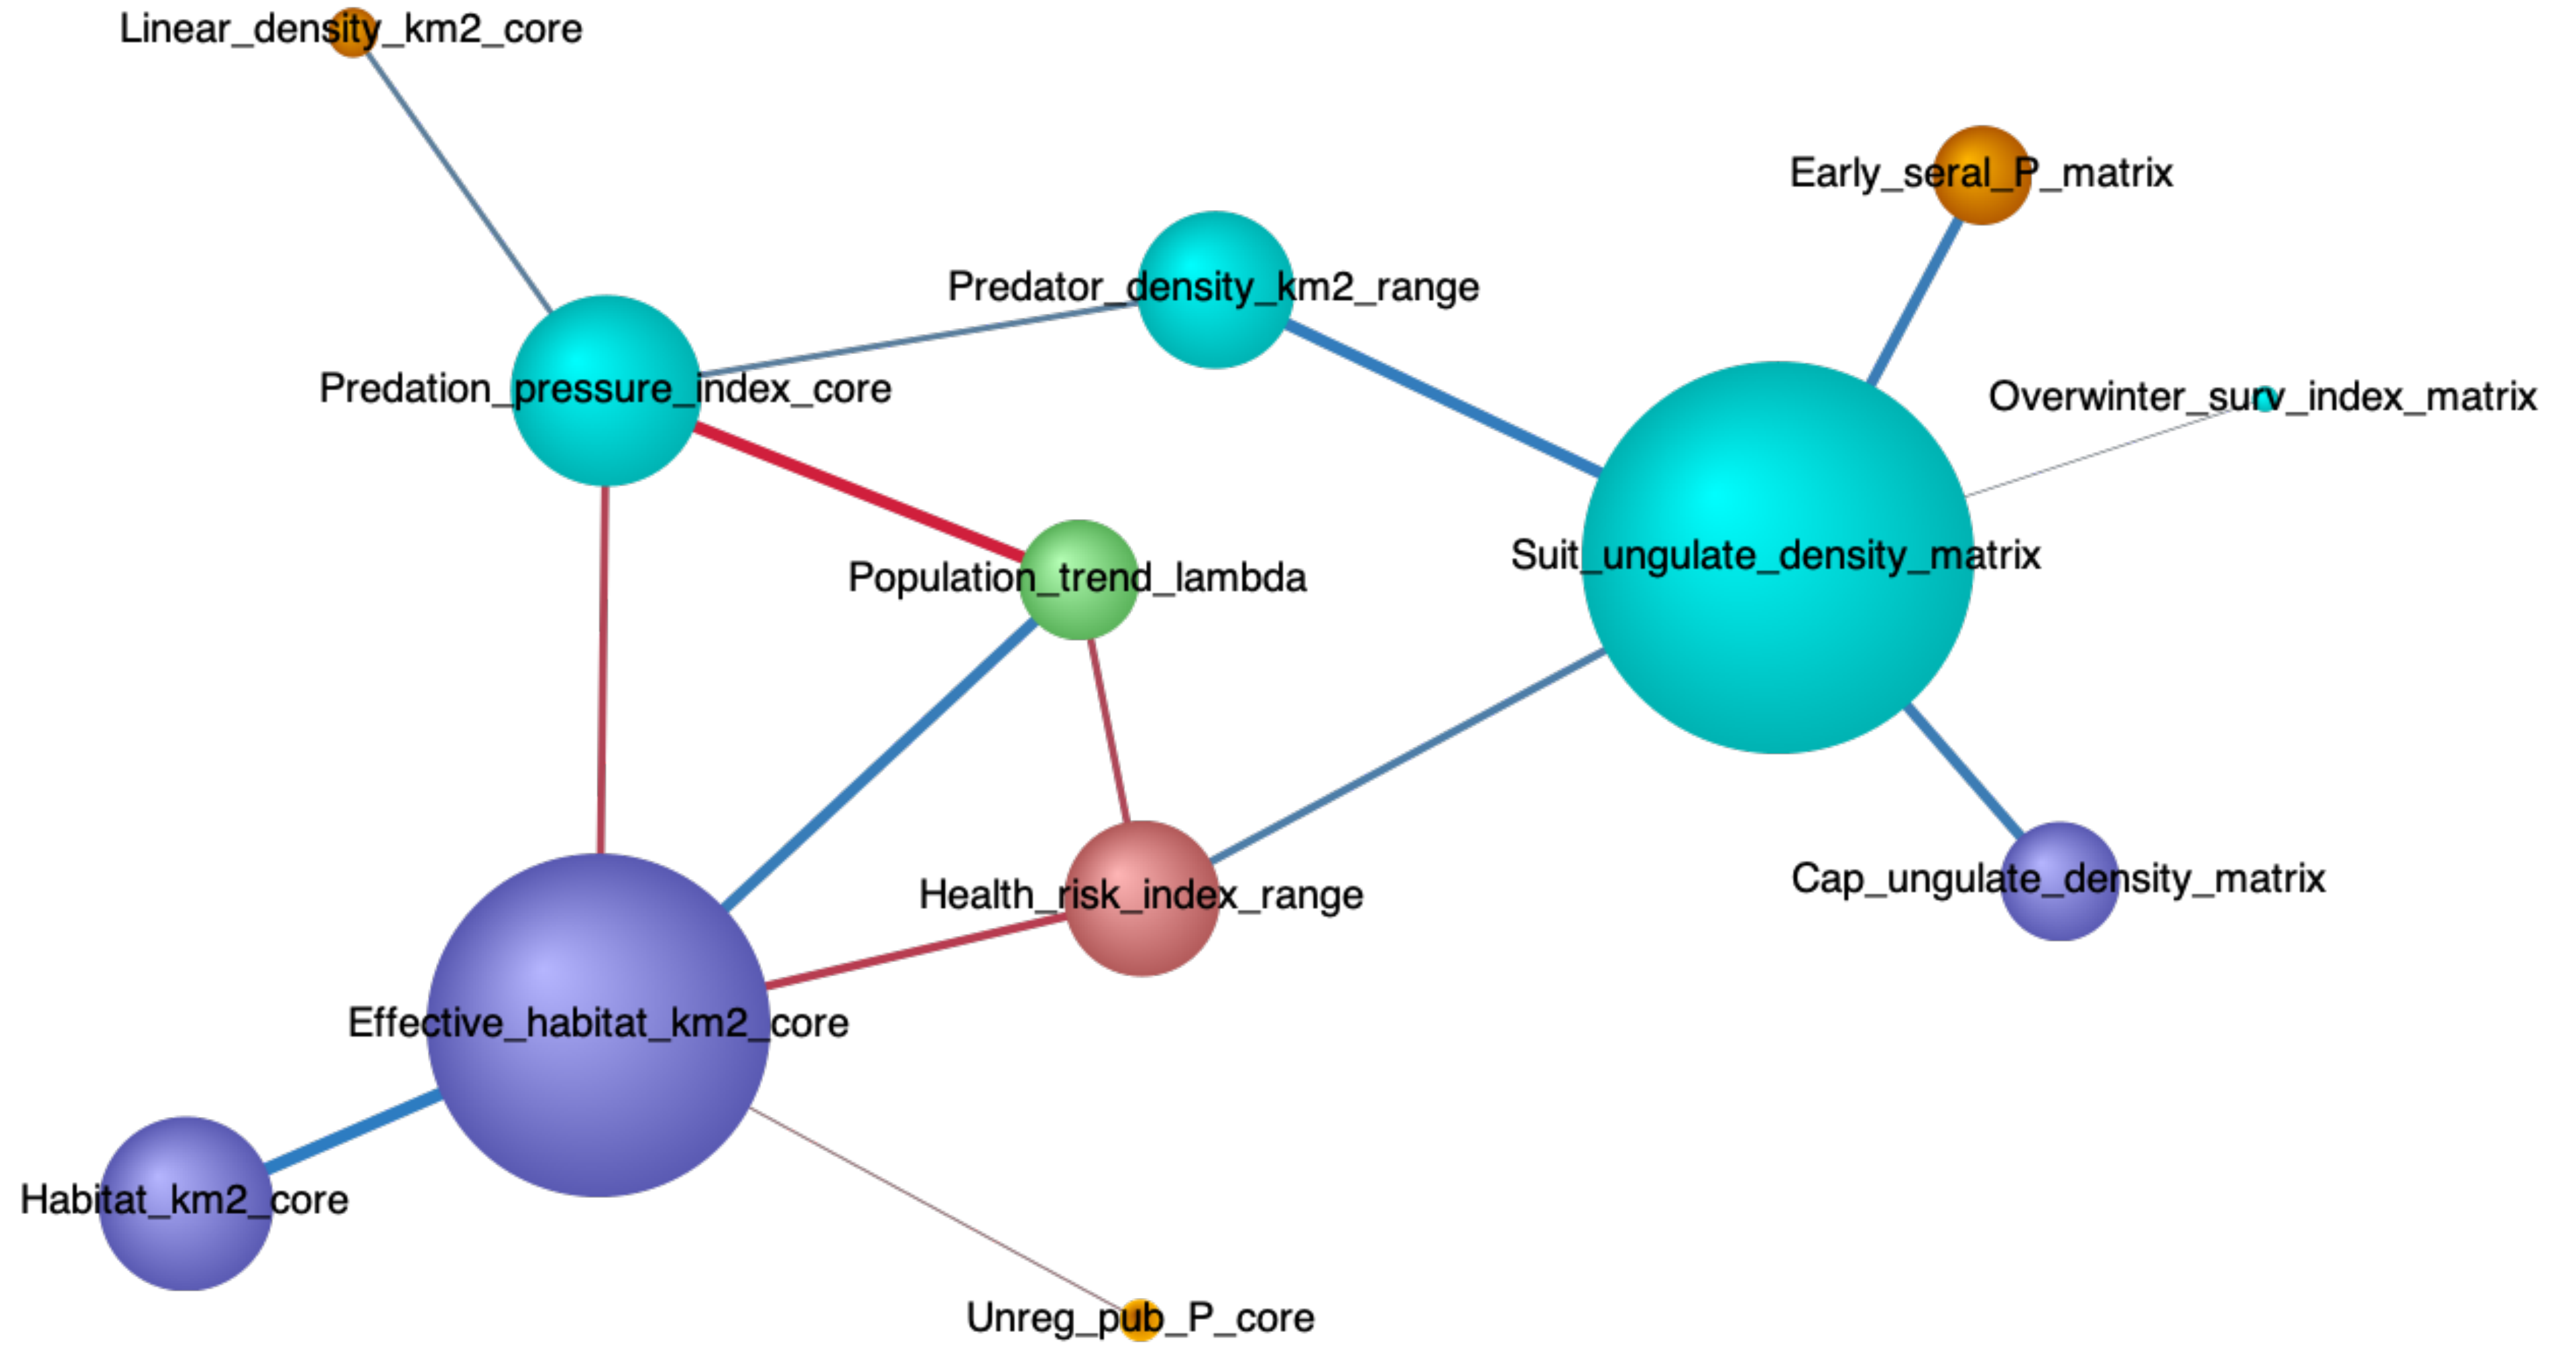 Linear_density_km2_core
Early_seral_P_matrix
Predator_density_km2_range
Predation_pressure_index_core
Overwinter_surv_index_matrix
Suit_ungulate_density_matrix
Population_trend_lambda
Cap_ungulate_density_matrix
Health_risk_index_range
Effective_habitat_km2_core
Habitat_km2_core
Unreg_pub_P_core